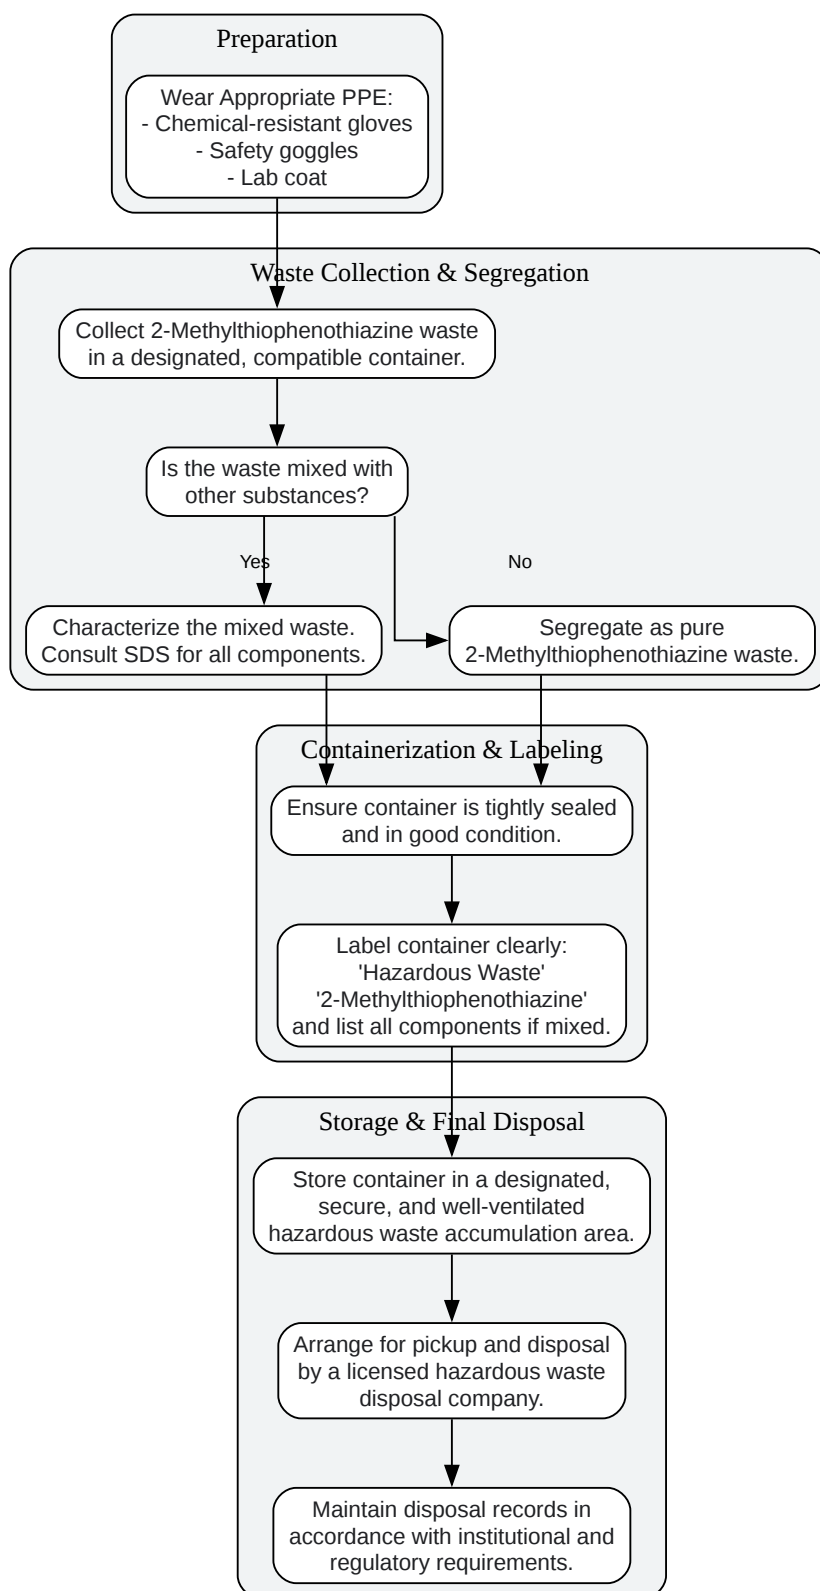 Preparation
Wear Appropriate PPE:
- Chemical-resistant gloves
- Safety goggles
- Lab coat
Waste Collection & Segregation
Collect 2-Methylthiophenothiazine waste
in a designated, compatible container.
Is the waste mixed with
other substances?
Yes
No
Characterize the mixed waste.
Consult SDS for all components.
Segregate as pure
2-Methylthiophenothiazine waste.
Containerization & Labeling
Ensure container is tightly sealed
and in good condition.
Label container clearly:
'Hazardous Waste'
'2-Methylthiophenothiazine'
and list all components if mixed.
Storage & Final Disposal
Store container in a designated,
secure, and well-ventilated
hazardous waste accumulation area.
Arrange for pickup and disposal
by a licensed hazardous waste
disposal company.
Maintain disposal records in
accordance with institutional and
regulatory requirements.